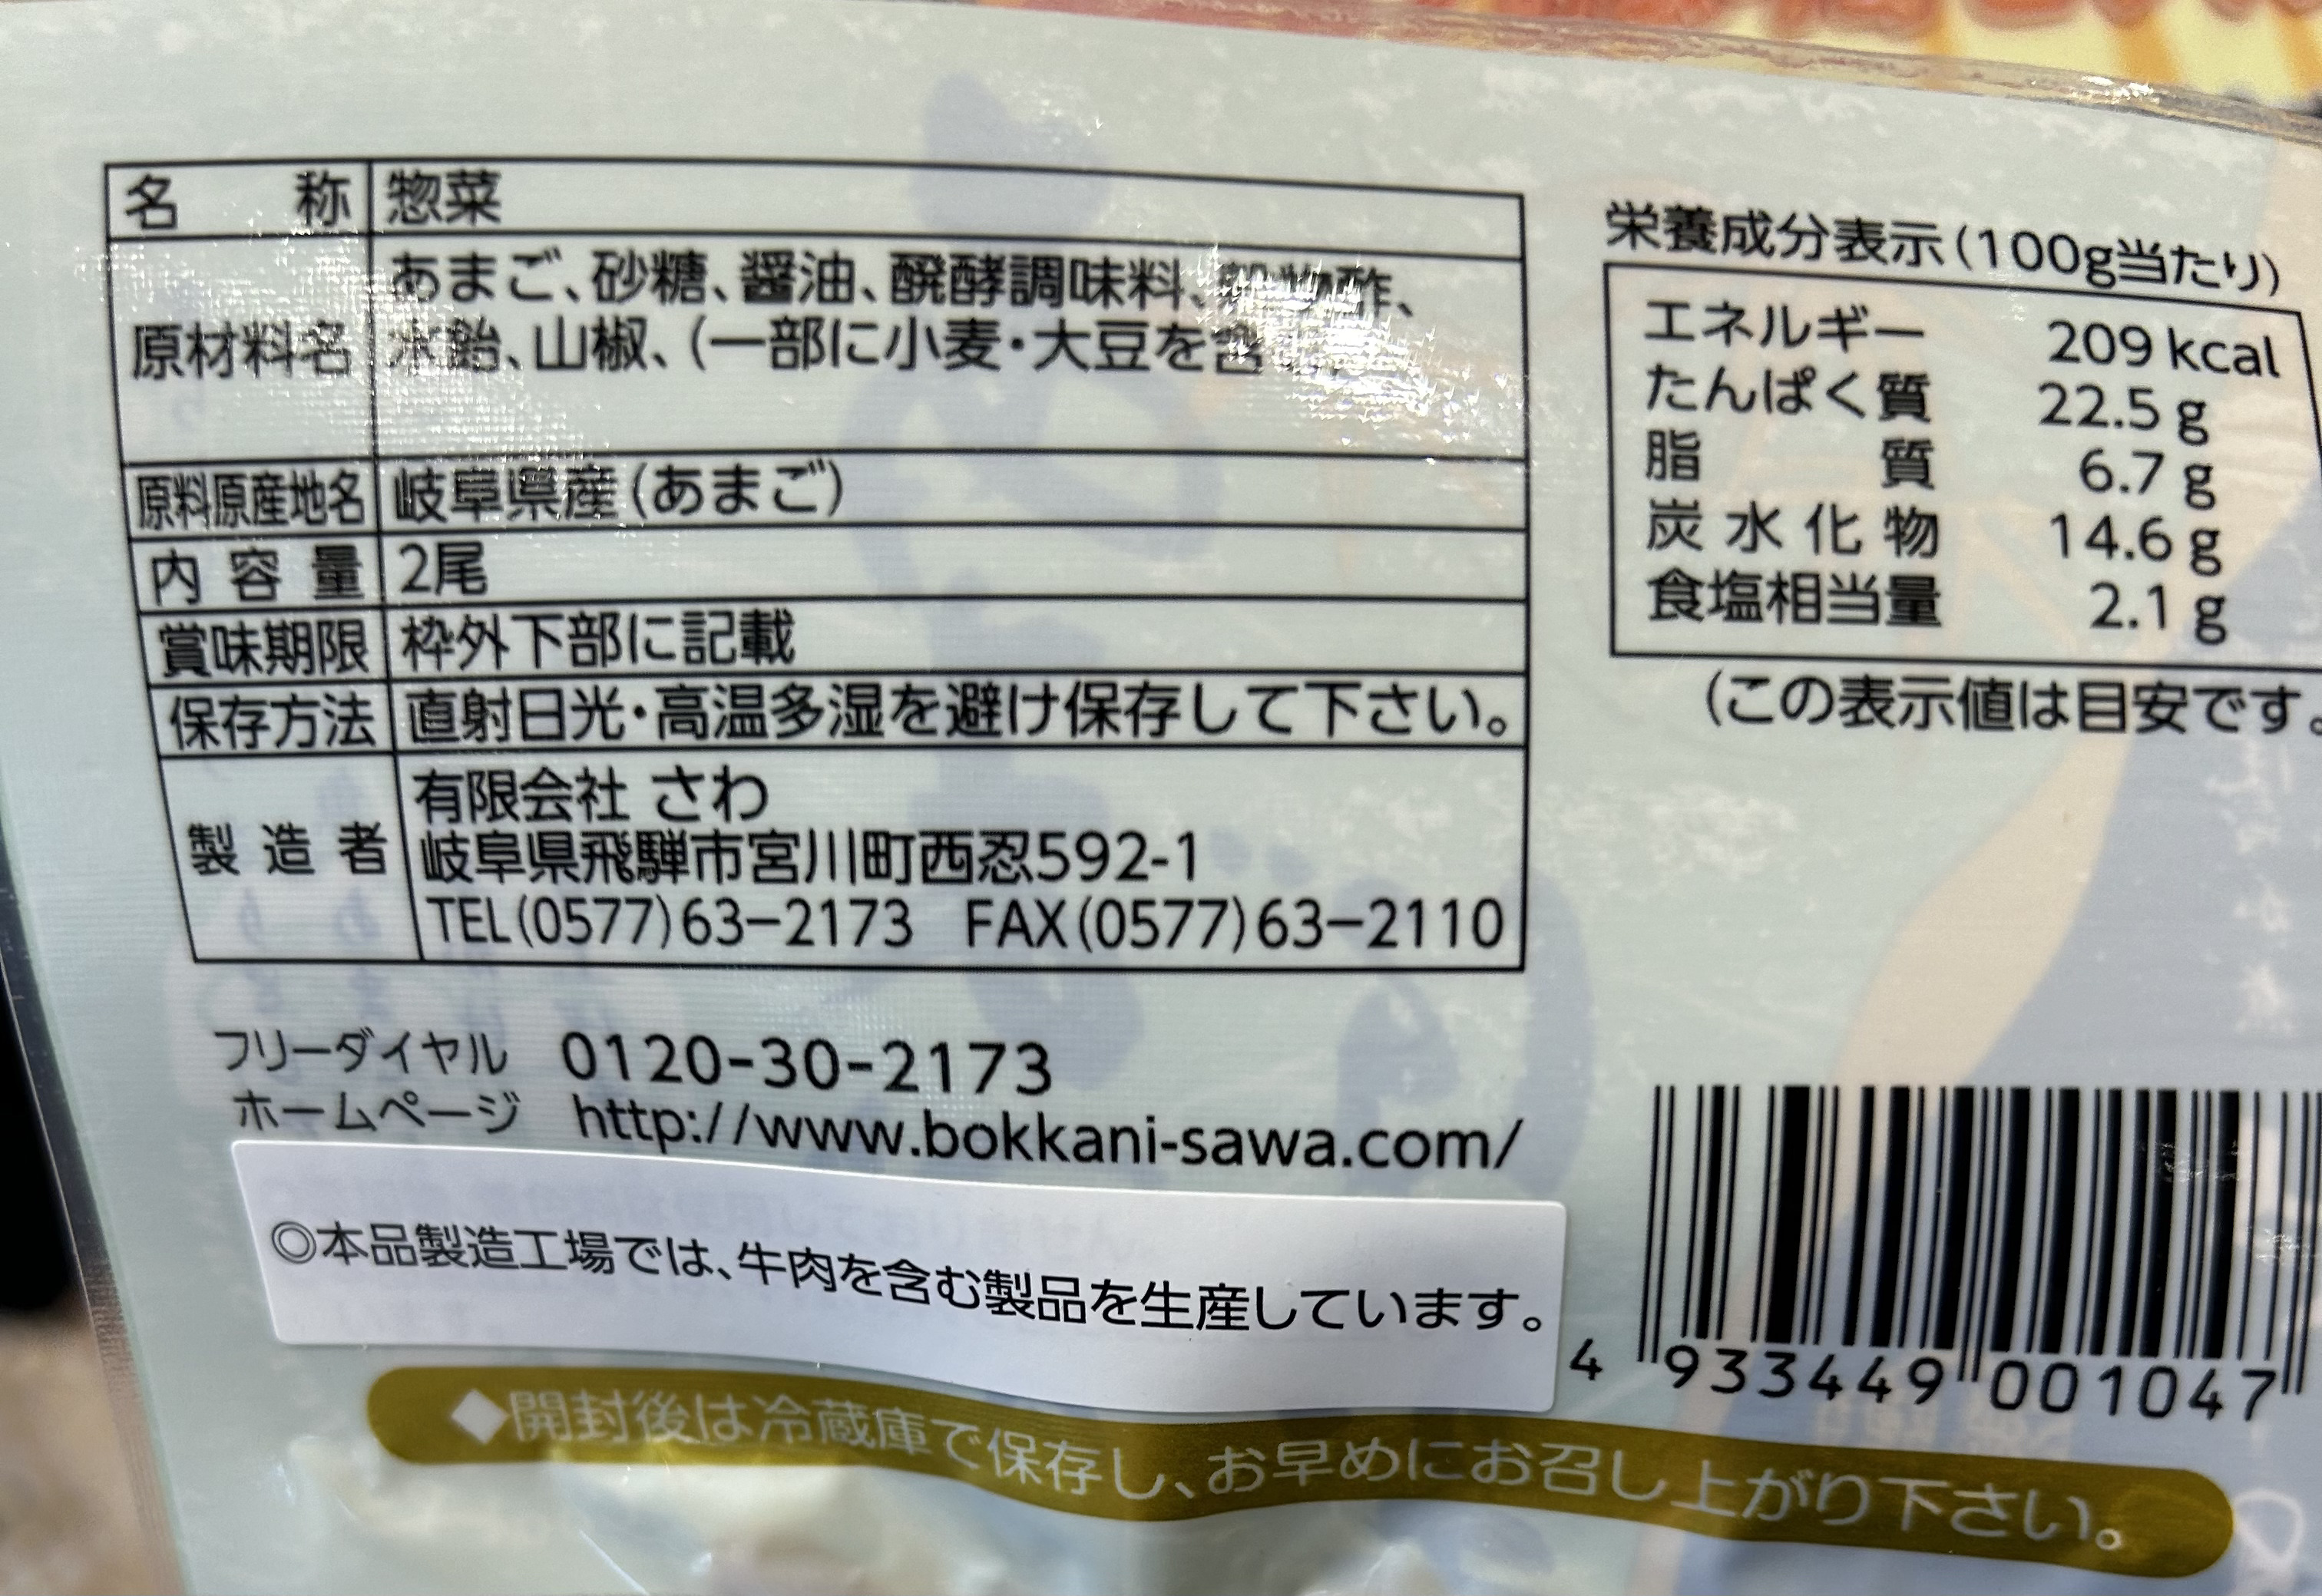 名称 惣菜
原材料名 あまご、砂糖、醤油、醗酵調味料、穀物酢、
水飴、山椒、(一部に小麦・大豆を含
原料原産地名 岐阜県産(あまご)
内容量 2尾
賞味期限 枠外下部に記載
保存方法 直射日光・高温多湿を避け保存して下さい。
製造者 有限会社 さわ
岐阜県飛騨市宮川町西忍592-1
TEL(0577)63-2173 FAX(0577)63-2110
フリーダイヤル 0120-30-2173
ホームページ http://www.bokkani-sawa.com/
◎本品製造工場では、牛肉を含む製品を生産しています。
◆開封後は冷蔵庫で保存し、お早めにお召し上がり下さい。
栄養成分表示(100g当たり)
エネルギー 209 kcal
たんぱく質 22.5 g
脂質 6.7 g
炭水化物 14.6 g
食塩相当量 2.1 g
(この表示値は目安です。
4 933449 001047